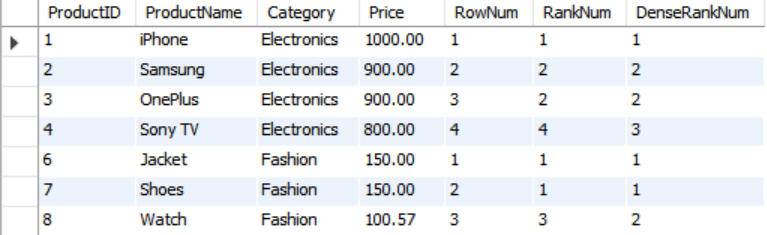 ProductID ProductName Category Price RowNum RankNum DenseRankNum
1 iPhone Electronics 1000.00 1 1 1
2 Samsung Electronics 900.00 2 2 2
3 OnePlus Electronics 900.00 3 2 2
4 Sony TV Electronics 800.00 4 4 3
6 Jacket Fashion 150.00 1 1 1
7 Shoes Fashion 150.00 2 1 1
8 Watch Fashion 100.57 3 3 2